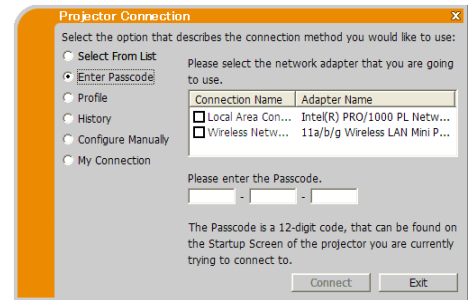 Projector Connection
x
Select the option that describes the connection method you would like to use:
Select From List
Enter Passcode
Profile
History
Configure Manually
My Connection
Please select the network adapter that you are going
to use.
Connection Name Adapter Name
Local Area Con... Intel(R) PRO/1000 PL Netw...
Wireless Netw... 11a/b/g Wireless LAN Mini P...
Please enter the Passcode.
- -
The Passcode is a 12-digit code, that can be found on
the Startup Screen of the projector you are currently
trying to connect to.
Connect Exit